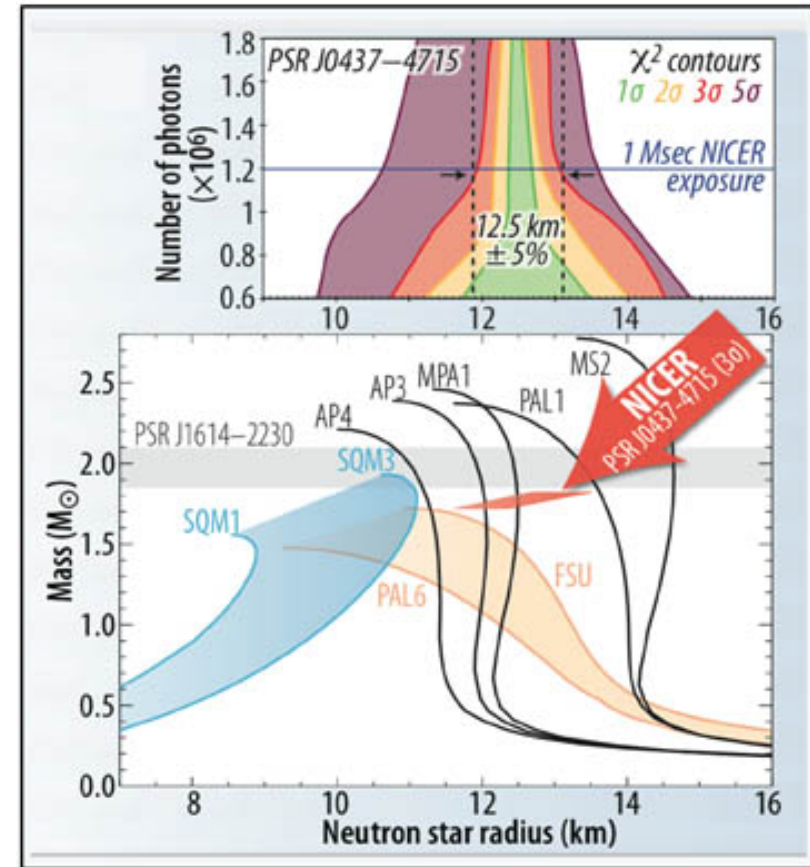 PSR J0437–4715
χ² contours
1σ 2σ 3σ 5σ
1 Msec NICER
exposure
12.5 km
± 5%
Number of photons
(×10⁶)
1.8
1.6
1.4
1.2
1
0.8
0.6
10 12 14 16
MS2
NICER
PSR J0437-4715 (3σ)
MPA1
AP3
PAL1
AP4
PSR J1614–2230
SQM3
SQM1
PAL6
FSU
Mass (M⊙)
2.5
2.0
1.5
1.0
0.5
0.0
8 10 12 14 16
Neutron star radius (km)